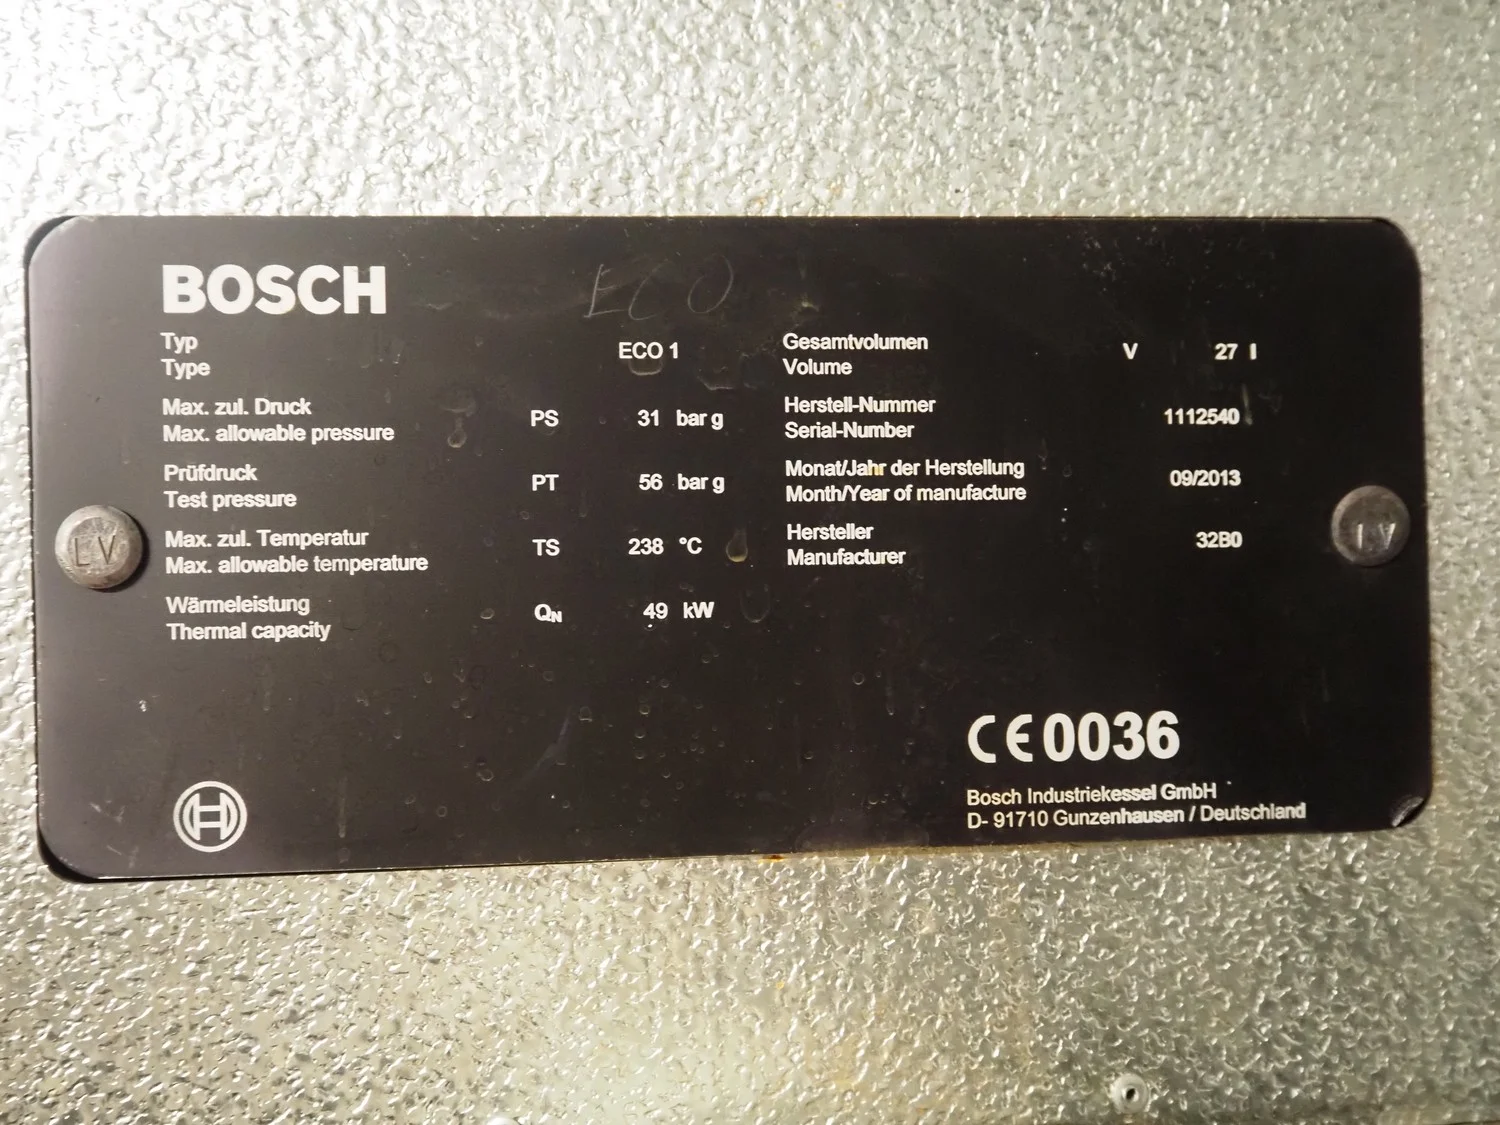 BOSCH
ECO
Typ
Type
ECO 1
Max. zul. Druck
Max. allowable pressure
PS 31 bar g
Prüfdruck
Test pressure
PT 56 bar g
Max. zul. Temperatur
Max. allowable temperature
TS 238 °C
Wärmeleistung
Thermal capacity
QN 49 kW
Gesamtvolumen
Volume
V 27 l
Herstell-Nummer
Serial-Number
1112540
Monat/Jahr der Herstellung
Month/Year of manufacture
09/2013
Hersteller
Manufacturer
32B0
LV
LV
CE 0036
Bosch Industriekessel GmbH
D- 91710 Gunzenhausen / Deutschland